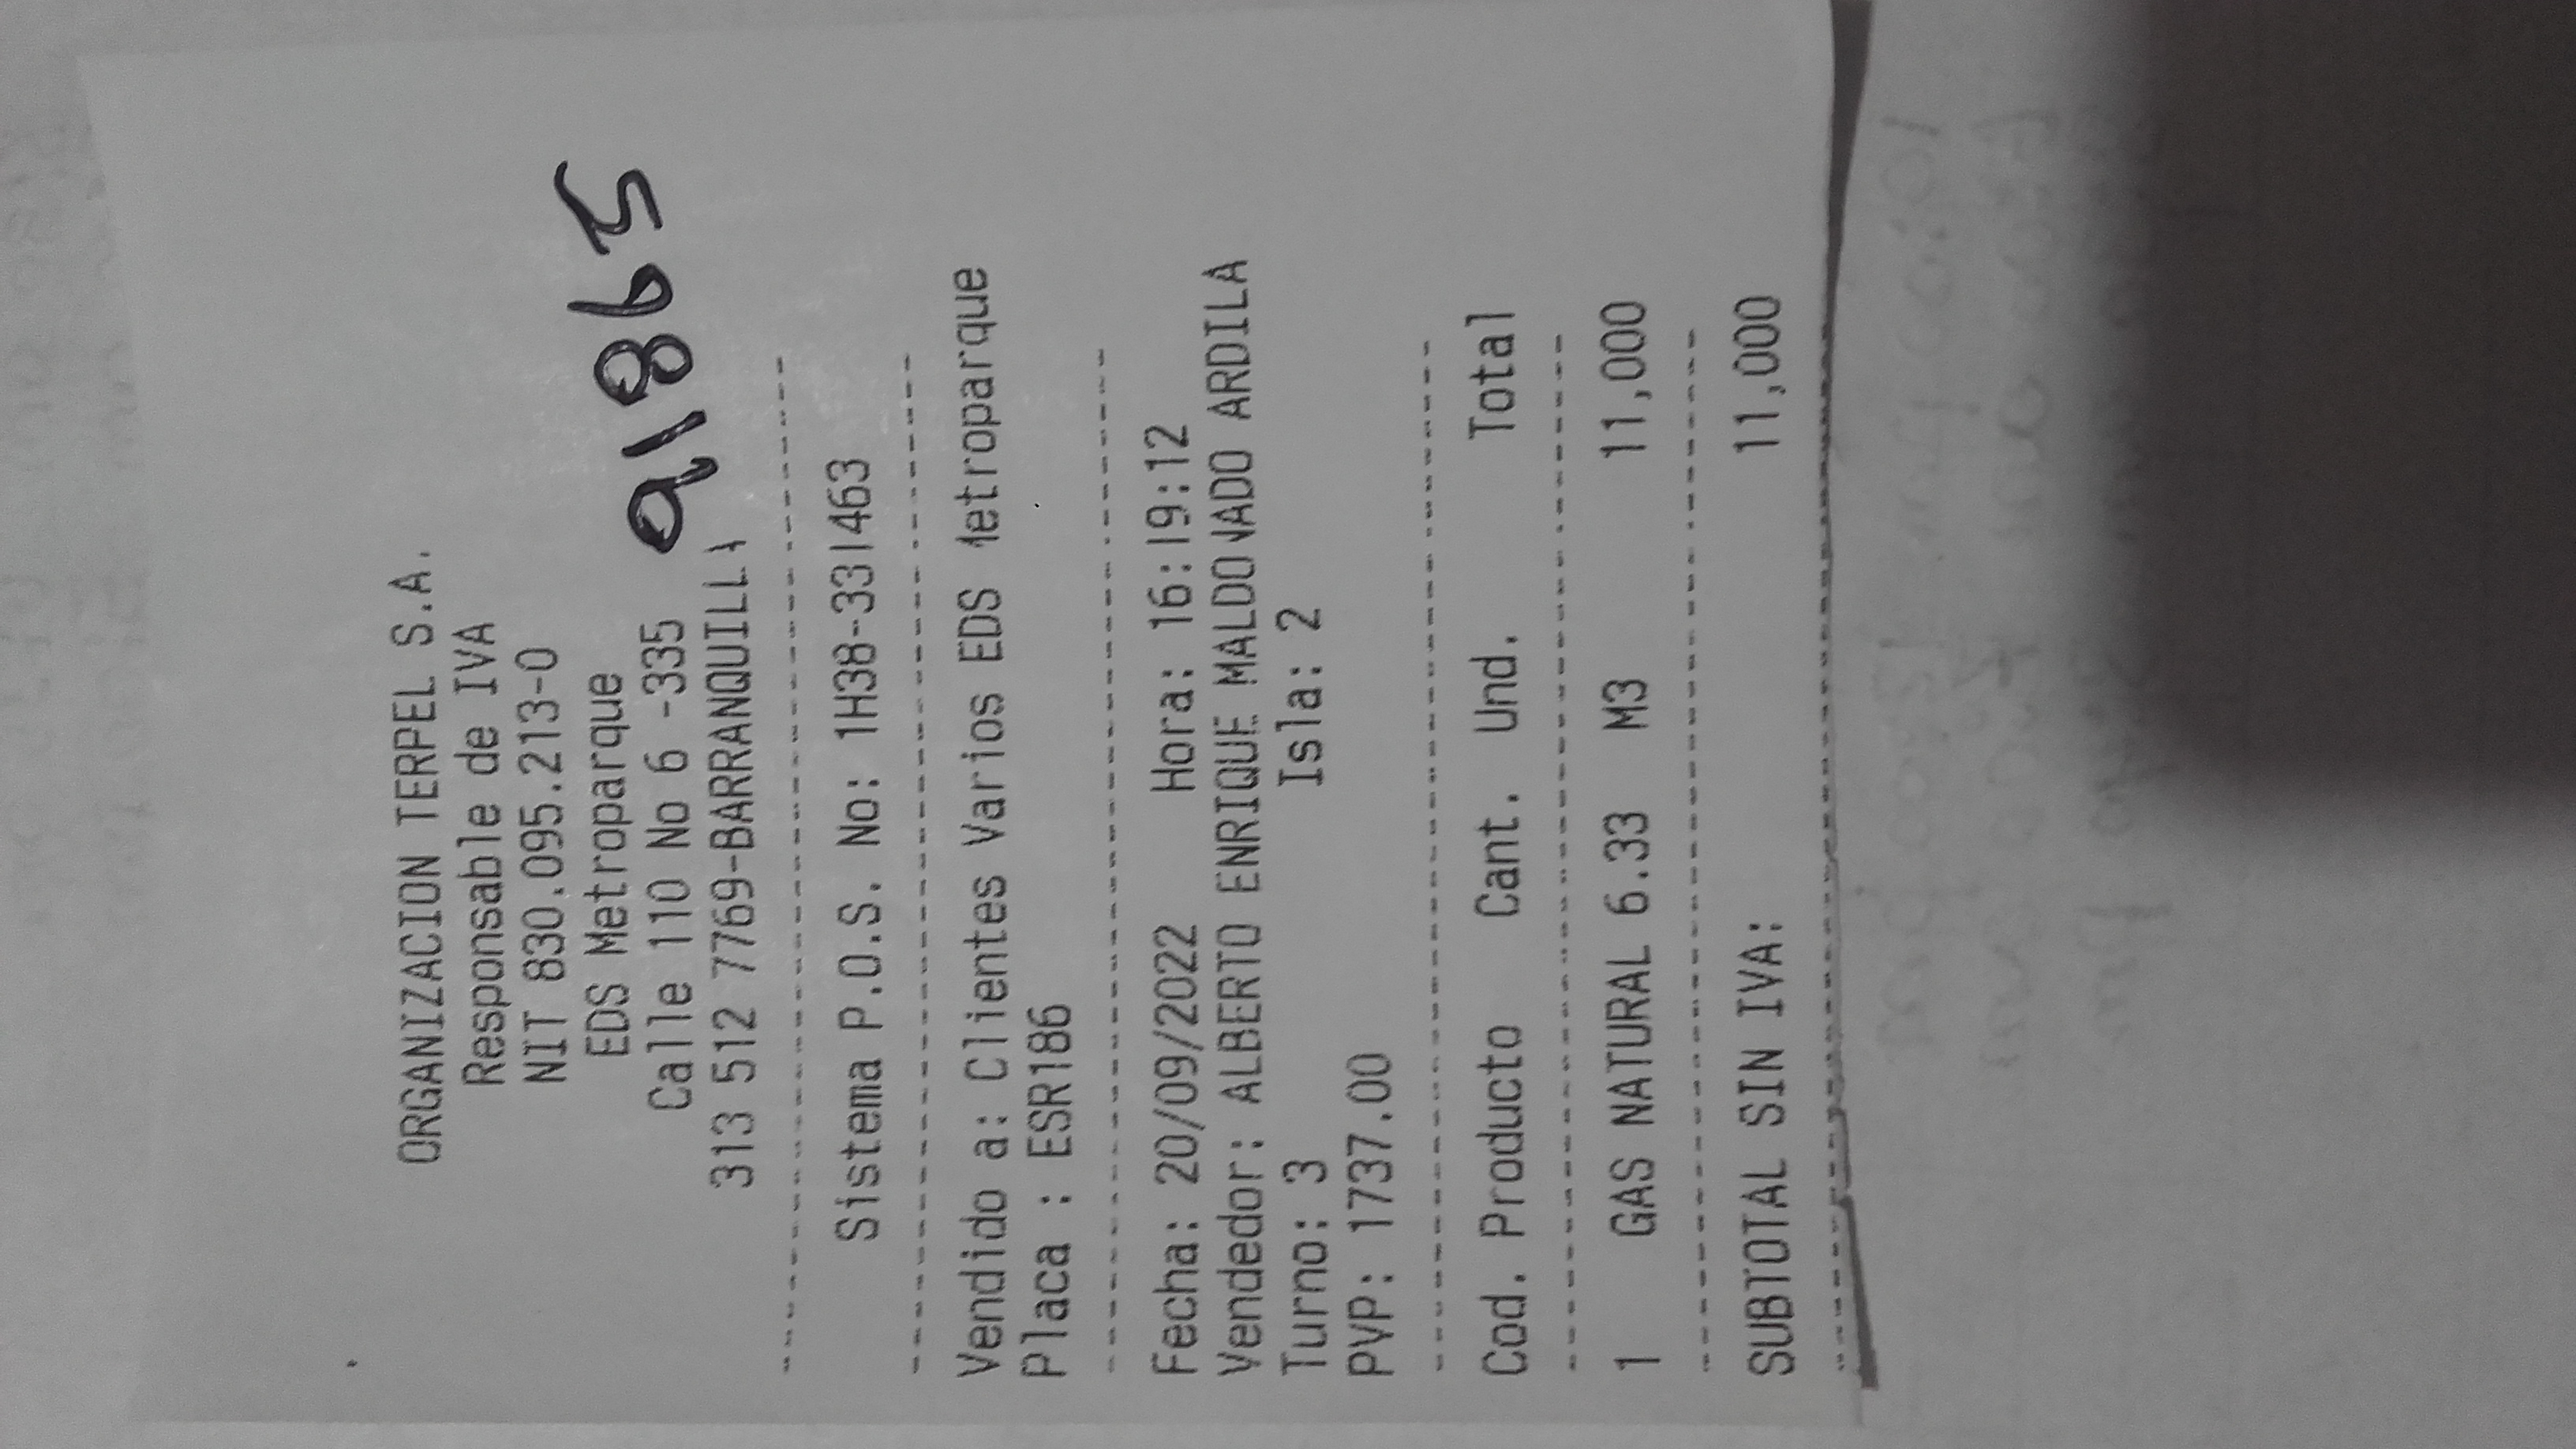 ORGANIZACION TERPEL S.A.
Responsable de IVA
NIT 830.095.213-0
EDS Metroparque
Calle 110 No 6 -335
91865
313 512 7769-BARRANQUILLA
Sistema P.O.S. No: 1H38-331463
Vendido a: Clientes Varios EDS Metroparque
Placa : ESR186
Fecha: 20/09/2022 Hora: 16:19:12
Vendedor: ALBERTO ENRIQUE MALDONADO ARDILA
Turno: 3 Isla: 2
PVP: 1737.00
Cod. Producto Cant. Und. Total
1 GAS NATURAL 6.33 M3 11,000
SUBTOTAL SIN IVA: 11,000